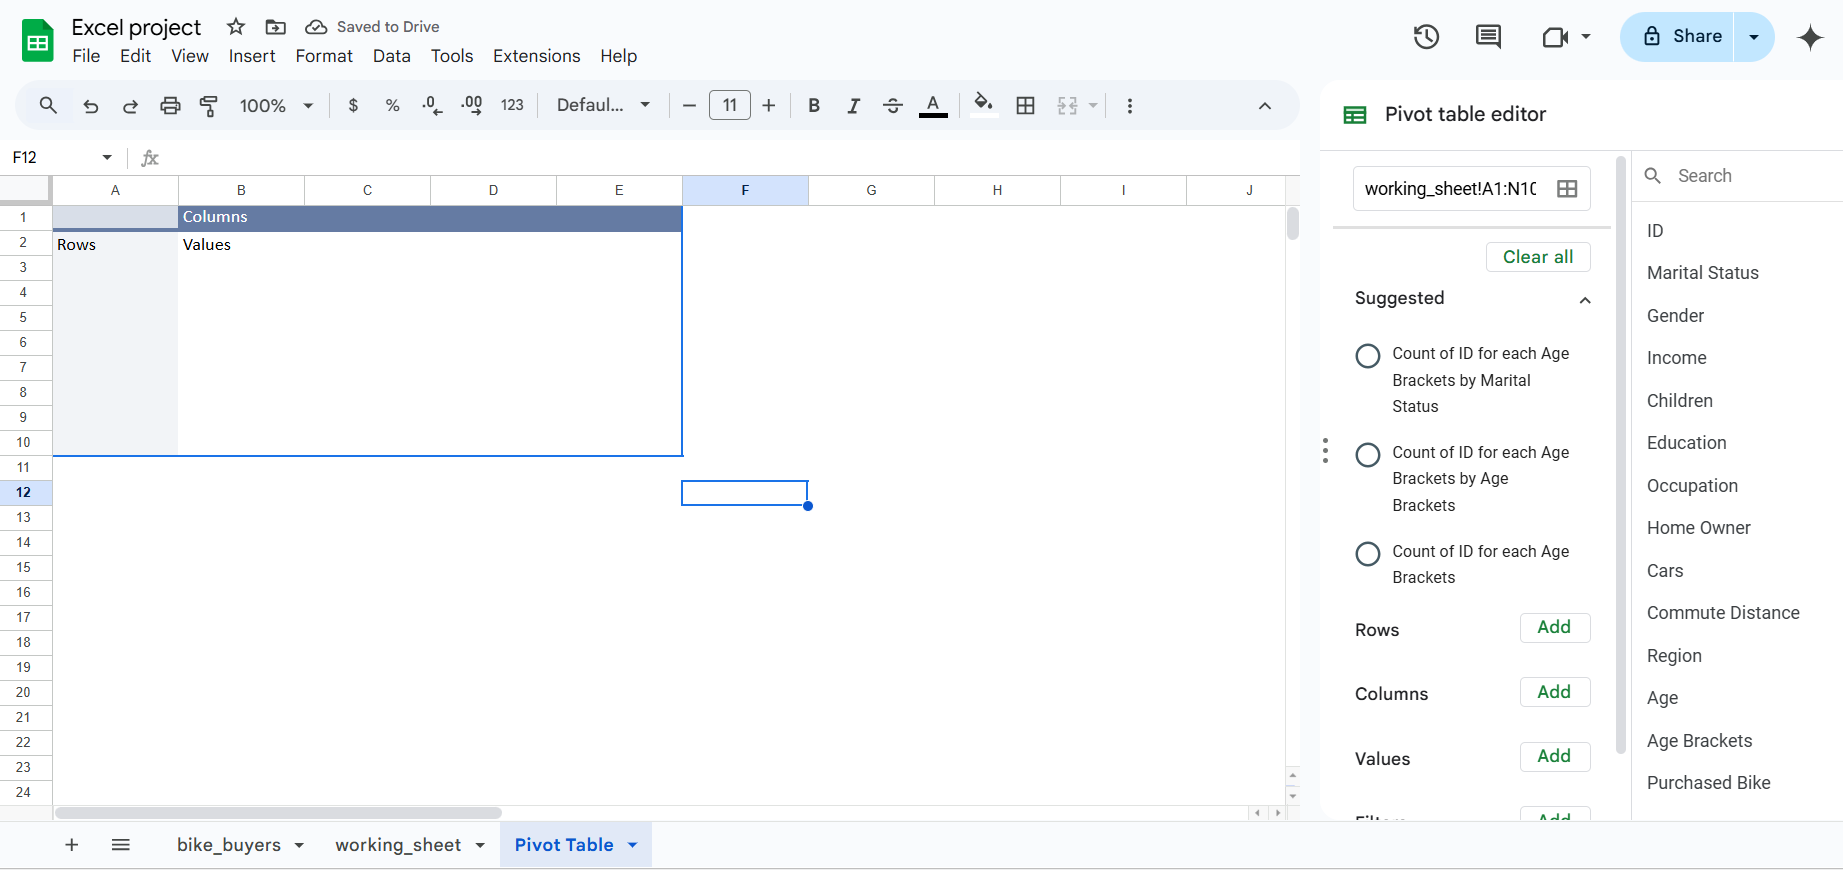 Excel project Saved to Drive
File Edit View Insert Format Data Tools Extensions Help
Share
100% $ % .0 .00 123 Defaul... 11 B I A
Pivot table editor
F12 fx
working_sheet!A1:N10
Search
A B C D E F G H I J
1 Columns
2 Rows Values
3
4
5
6
7
8
9
10
11
12
13
14
15
16
17
18
19
20
21
22
23
24
Clear all
Suggested
Count of ID for each Age
Brackets by Marital
Status
Count of ID for each Age
Brackets by Age
Brackets
Count of ID for each Age
Brackets
Rows Add
Columns Add
Values Add
ID
Marital Status
Gender
Income
Children
Education
Occupation
Home Owner
Cars
Commute Distance
Region
Age
Age Brackets
Purchased Bike
bike_buyers working_sheet Pivot Table